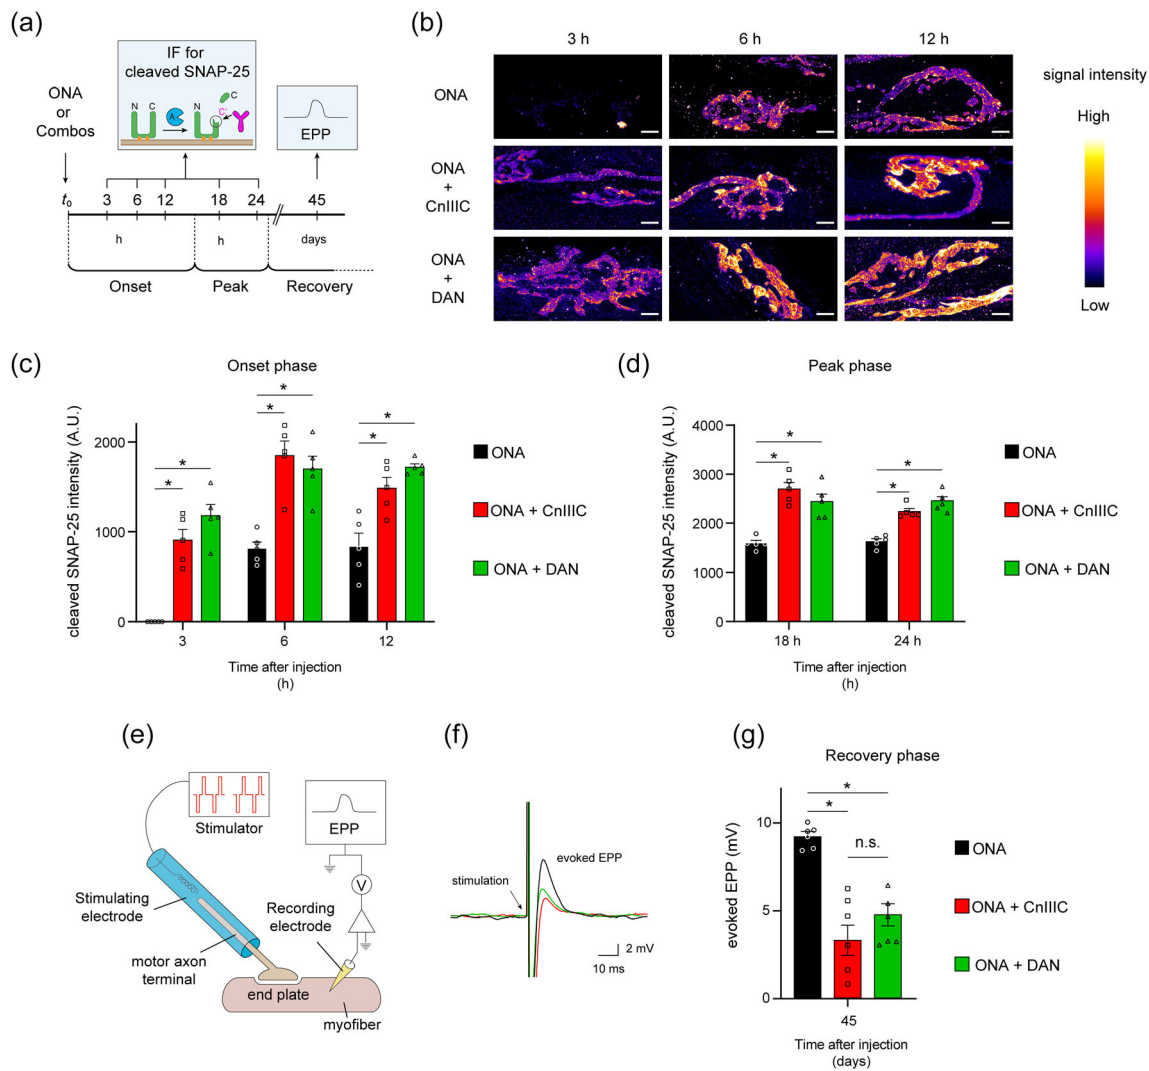 (a)
IF for
cleaved SNAP-25
N C
N
C
C'
A
ONA
or
Combos
EPP
t0
3 6 12 18 24 45
h h days
Onset Peak Recovery
(b)
3 h 6 h 12 h
ONA
ONA
+
CnIIIC
ONA
+
DAN
signal intensity
High
Low
(c)
Onset phase
cleaved SNAP-25 intensity (A.U.)
2000
1000
0
* * * * * *
3 6 12
Time after injection
(h)
ONA
ONA + CnIIIC
ONA + DAN
(d)
Peak phase
cleaved SNAP-25 intensity (A.U.)
4000
3000
2000
1000
0
* * * *
18 h 24 h
Time after injection
(h)
ONA
ONA + CnIIIC
ONA + DAN
(e)
Stimulator
EPP
V
Stimulating
electrode
Recording
electrode
motor axon
terminal
end plate
myofiber
(f)
evoked EPP
stimulation
2 mV
10 ms
(g)
Recovery phase
evoked EPP (mV)
10
5
0
*
*
n.s.
45
Time after injection
(days)
ONA
ONA + CnIIIC
ONA + DAN